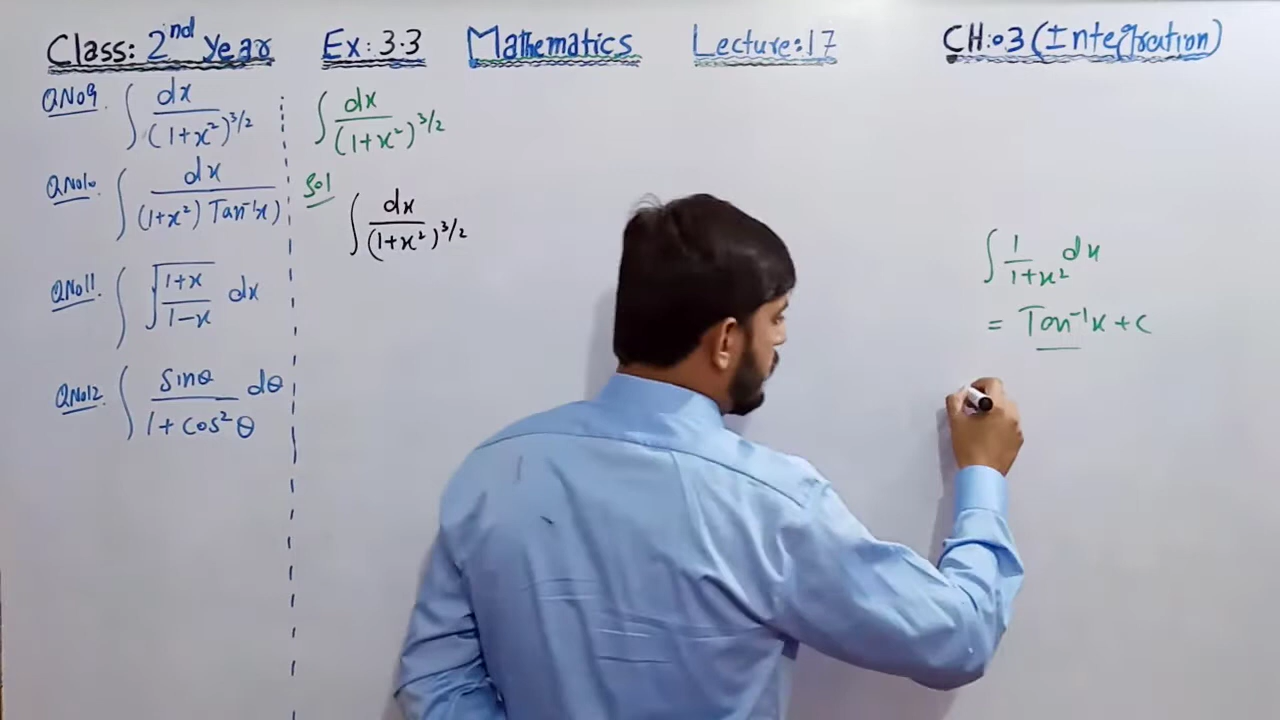 Class: 2nd Year Ex: 3.3 Mathematics Lecture: 17 CH:03 (Integration)
QNo9. ∫ dx / (1+x²)^3/2
QNo10. ∫ dx / (1+x²) Tan⁻¹x)
QNo11. ∫ √(1+x / 1-x) dx
QNo12. ∫ Sinθ / 1+cos²θ dθ
∫ dx / (1+x²)^3/2
Sol
∫ dx / (1+x²)^3/2
∫ 1 / 1+x² dx
= Tan⁻¹x + c